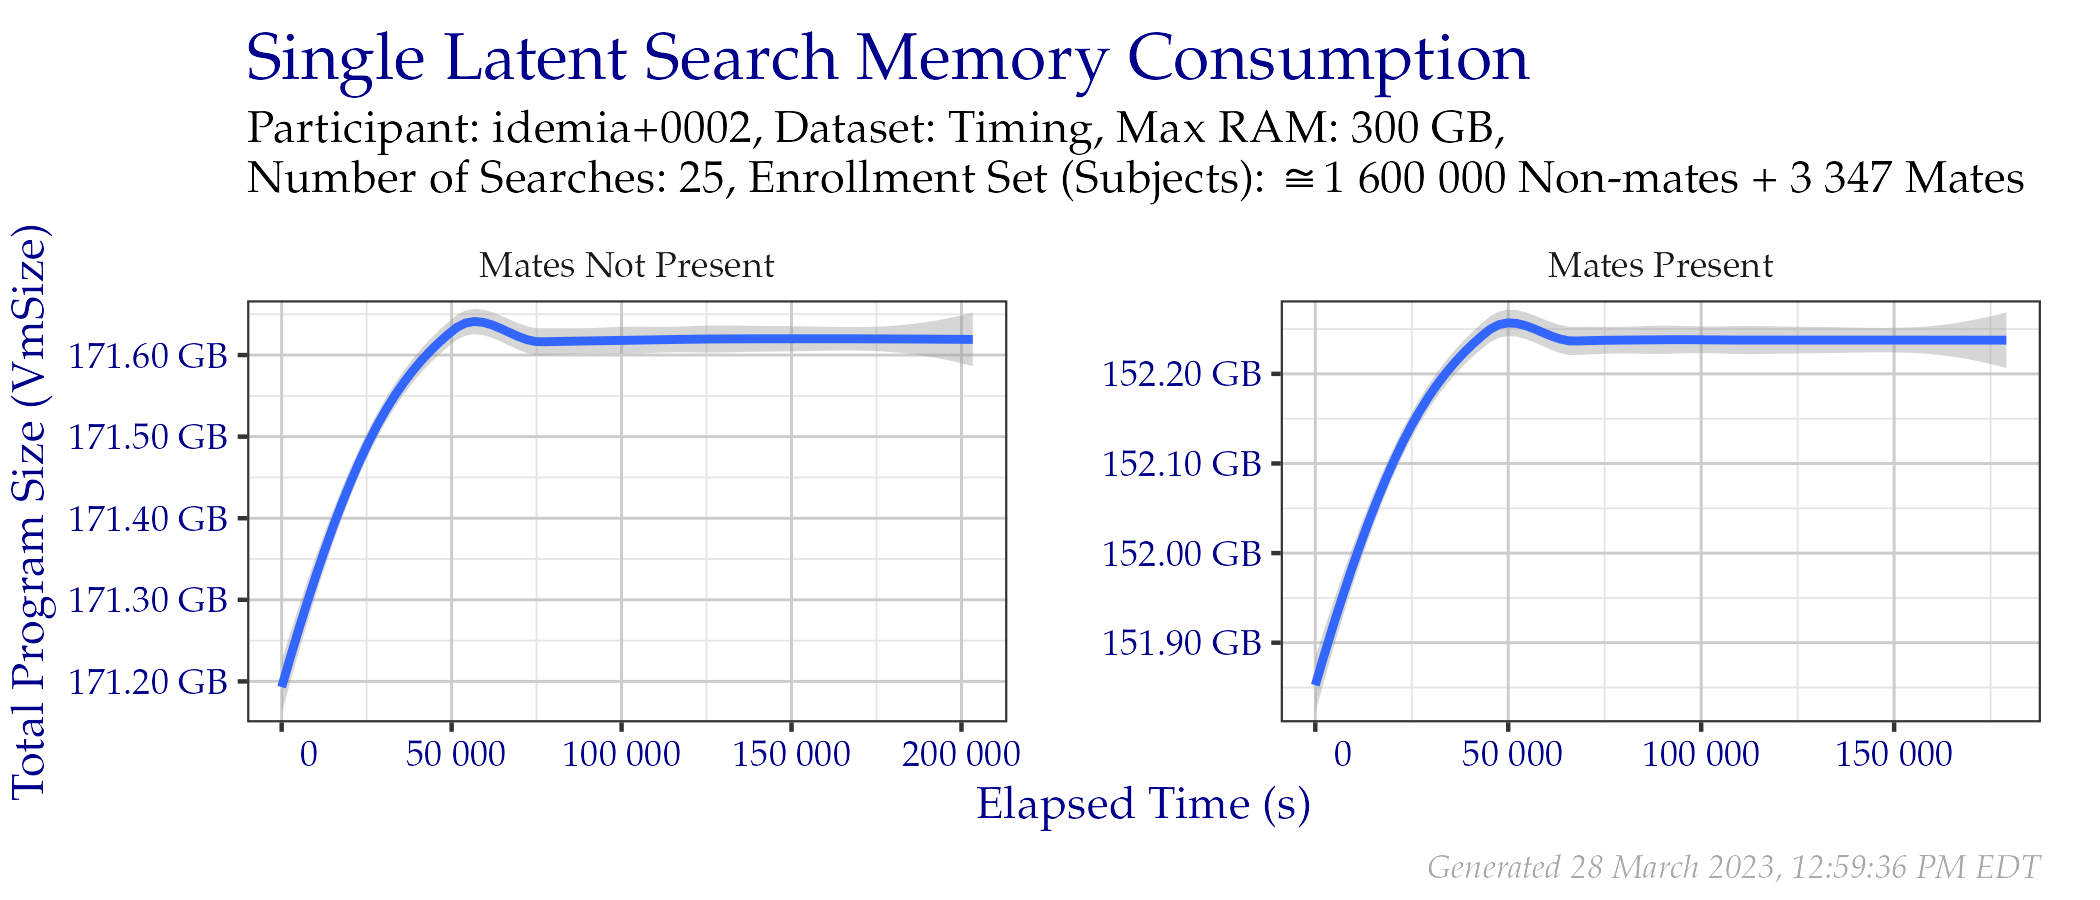 Single Latent Search Memory Consumption
Participant: idemia+0002, Dataset: Timing, Max RAM: 300 GB,
Number of Searches: 25, Enrollment Set (Subjects): ≅ 1 600 000 Non-mates + 3 347 Mates
Total Program Size (VmSize)
Mates Not Present
171.60 GB
171.50 GB
171.40 GB
171.30 GB
171.20 GB
0 50 000 100 000 150 000 200 000
Mates Present
152.20 GB
152.10 GB
152.00 GB
151.90 GB
0 50 000 100 000 150 000
Elapsed Time (s)
Generated 28 March 2023, 12:59:36 PM EDT